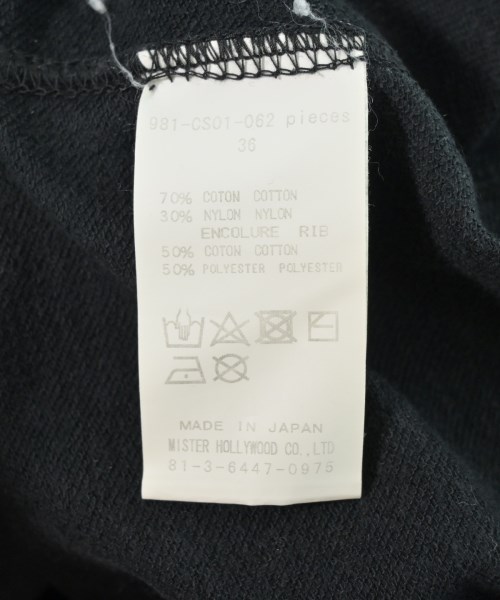 981-CS01-062 pieces
36
70% COTON COTTON
30% NYLON NYLON
ENCOLURE RIB
50% COTON COTTON
50% POLYESTER POLYESTER
MADE IN JAPAN
MISTER HOLLYWOOD CO., LTD
81-3-6447-0975